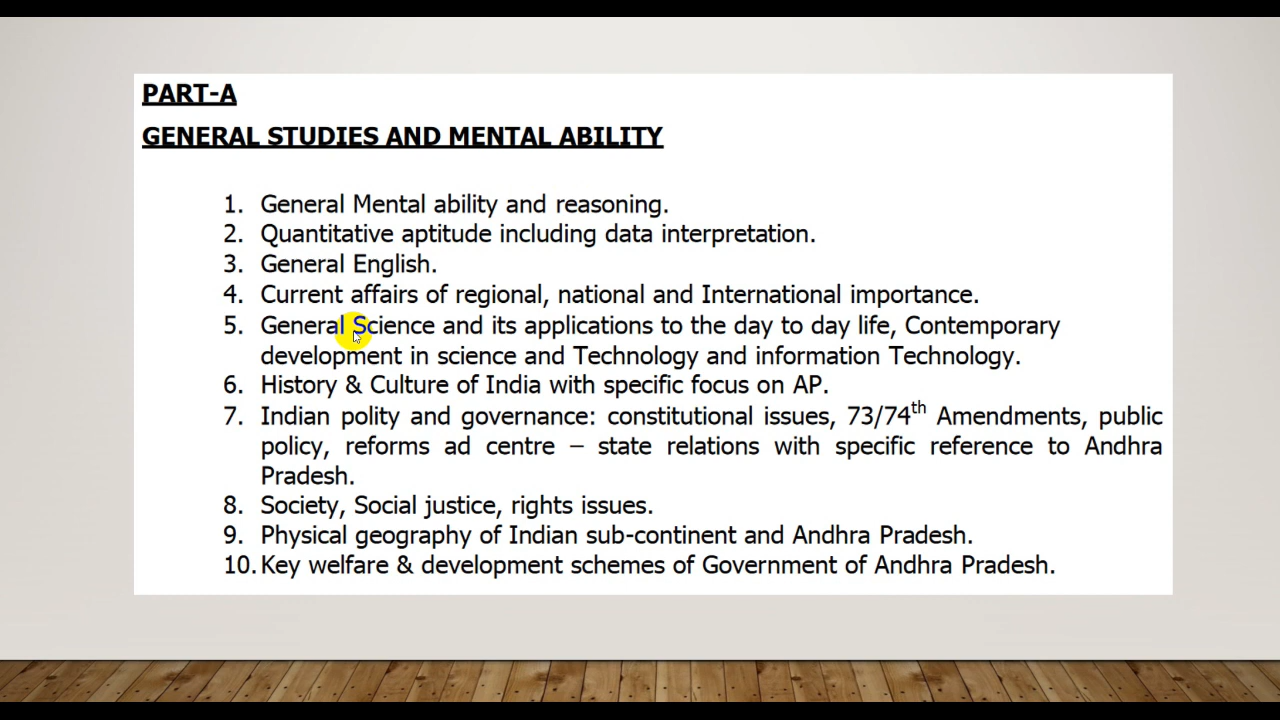 PART-A
GENERAL STUDIES AND MENTAL ABILITY
1. General Mental ability and reasoning.
2. Quantitative aptitude including data interpretation.
3. General English.
4. Current affairs of regional, national and International importance.
5. General Science and its applications to the day to day life, Contemporary
development in science and Technology and information Technology.
6. History & Culture of India with specific focus on AP.
7. Indian polity and governance: constitutional issues, 73/74th Amendments, public
policy, reforms ad centre – state relations with specific reference to Andhra
Pradesh.
8. Society, Social justice, rights issues.
9. Physical geography of Indian sub-continent and Andhra Pradesh.
10. Key welfare & development schemes of Government of Andhra Pradesh.